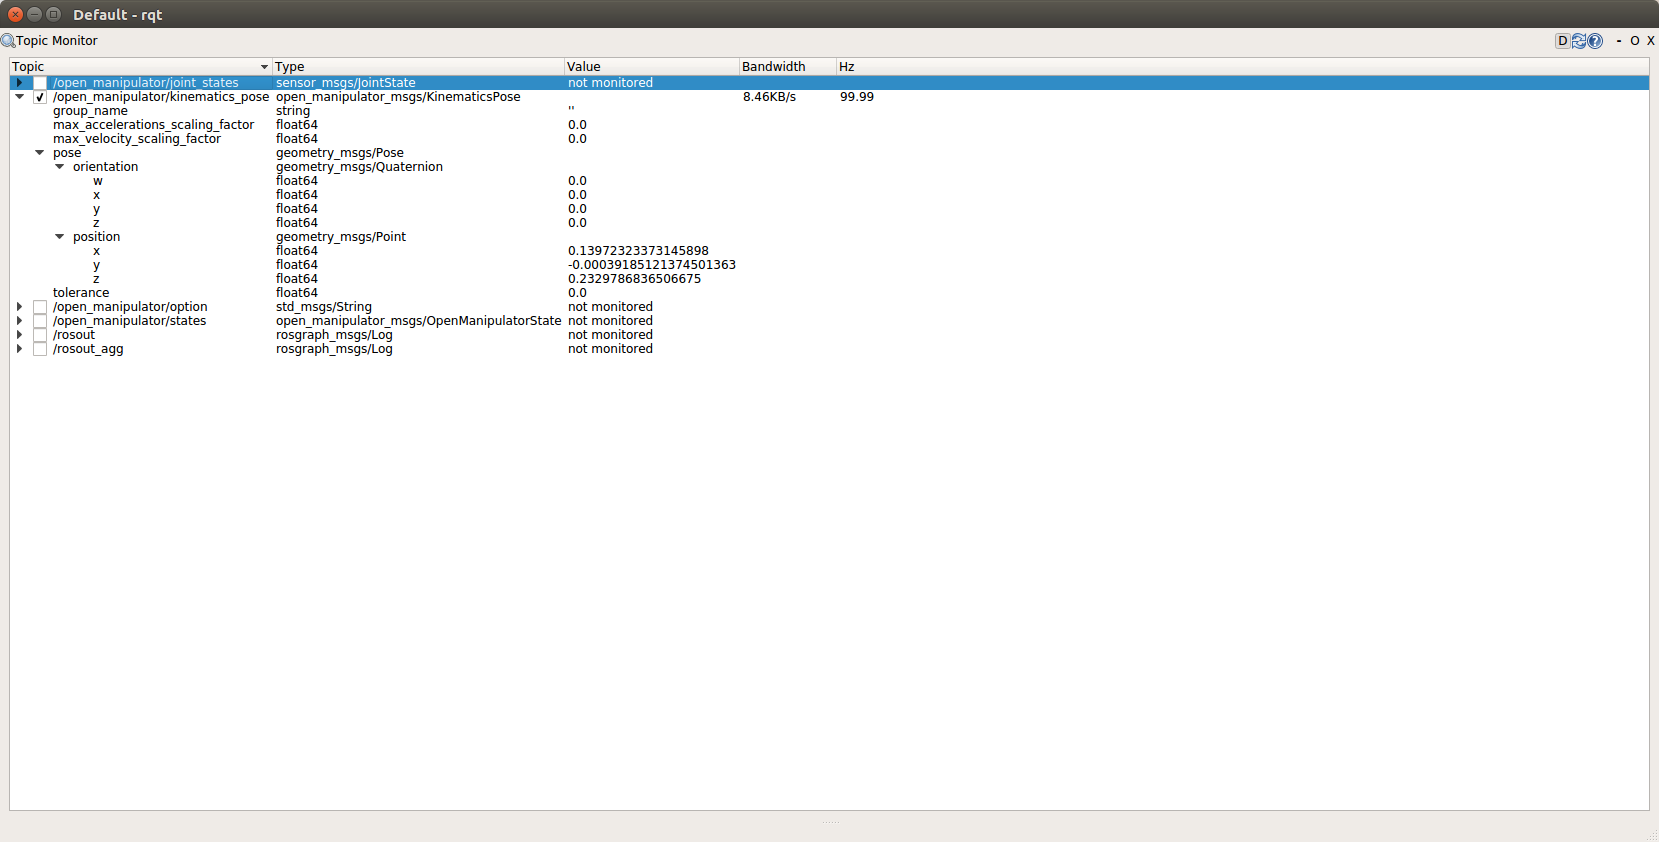 Default - rqt
Topic Monitor D ? - O X
Topic Type Value Bandwidth Hz
/open_manipulator/joint_states sensor_msgs/JointState not monitored
/open_manipulator/kinematics_pose open_manipulator_msgs/KinematicsPose 8.46KB/s 99.99
group_name string ''
max_accelerations_scaling_factor float64 0.0
max_velocity_scaling_factor float64 0.0
pose geometry_msgs/Pose
orientation geometry_msgs/Quaternion
w float64 0.0
x float64 0.0
y float64 0.0
z float64 0.0
position geometry_msgs/Point
x float64 0.13972323373145898
y float64 -0.00039185121374501363
z float64 0.2329786836506675
tolerance float64 0.0
/open_manipulator/option std_msgs/String not monitored
/open_manipulator/states open_manipulator_msgs/OpenManipulatorState not monitored
/rosout rosgraph_msgs/Log not monitored
/rosout_agg rosgraph_msgs/Log not monitored